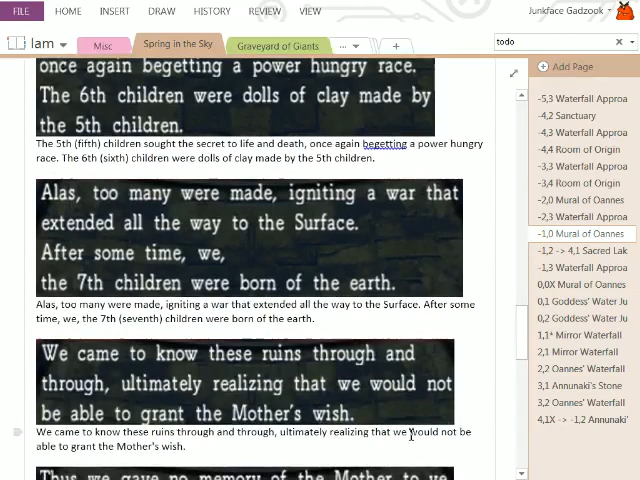 FILE HOME INSERT DRAW HISTORY REVIEW VIEW Junkface Gadzook
lam Misc Spring in the Sky Graveyard of Giants ... + todo
Add Page
once again begetting a power hungry race.
The 6th children were dolls of clay made by
the 5th children.
The 5th (fifth) children sought the secret to life and death, once again begetting a power hungry
race. The 6th (sixth) children were dolls of clay made by the 5th children.
Alas, too many were made, igniting a war that
extended all the way to the Surface.
After some time, we,
the 7th children were born of the earth.
Alas, too many were made, igniting a war that extended all the way to the Surface. After some
time, we, the 7th (seventh) children were born of the earth.
We came to know these ruins through and
through, ultimately realizing that we would not
be able to grant the Mother's wish.
We came to know these ruins through and through, ultimately realizing that we would not be
able to grant the Mother's wish.
Thus we gave no memory of the Mother to
-5,3 Waterfall Approa
-4,2 Sanctuary
-4,3 Waterfall Approa
-4,4 Room of Origin
-3,3 Waterfall Approa
-3,4 Room of Origin
-2,0 Mural of Oannes
-2,3 Waterfall Approa
-1,0 Mural of Oannes
-1,2 -> 4,1 Sacred Lak
-1,3 Waterfall Approa
0,0X Mural of Oannes
0,1 Goddess' Water Ju
0,2 Goddess' Water Ju
1,1* Mirror Waterfall
2,1 Mirror Waterfall
2,2 Oannes' Waterfall
3,1 Annunaki's Stone
3,2 Oannes' Waterfall
4,1X -> -1,2 Annunaki'